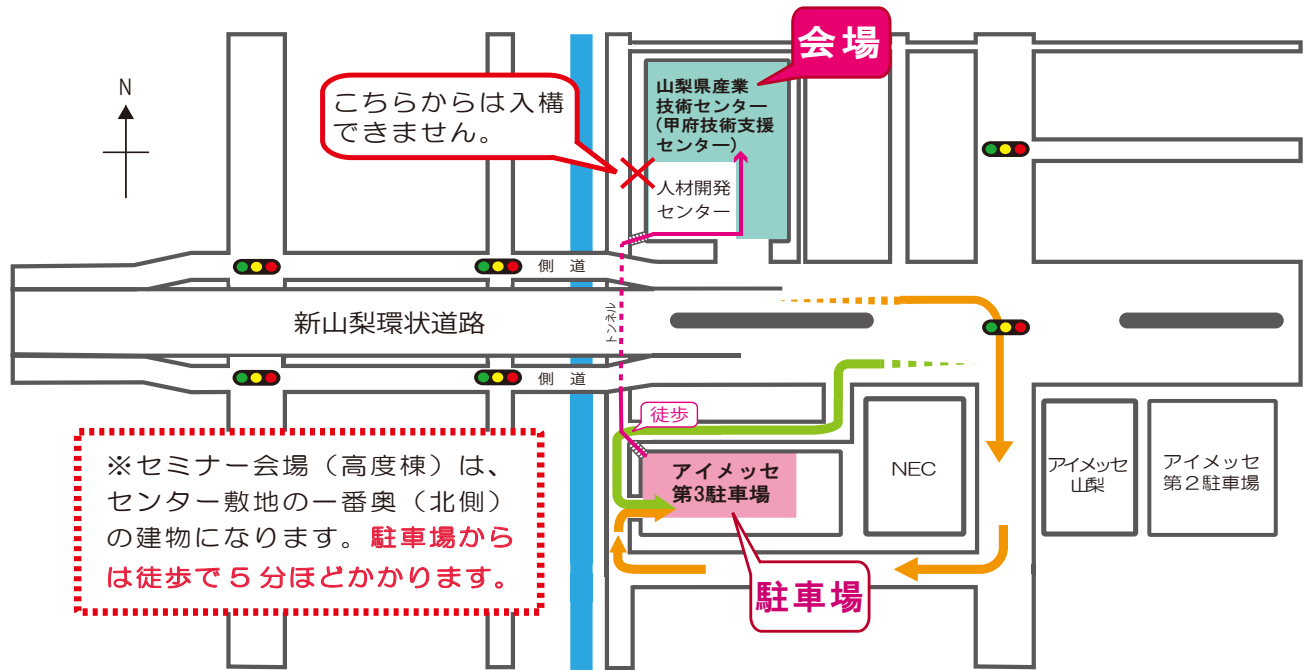 会場
N
山梨県産業
技術センター
(甲府技術支援
センター)
こちらからは入構
できません。
人材開発
センター
側 道
トンネル
新山梨環状道路
側 道
徒歩
※セミナー会場（高度棟）は、
センター敷地の一番奥（北側）
の建物になります。駐車場から
は徒歩で５分ほどかかります。
アイメッセ
第3駐車場
NEC
アイメッセ
山梨
アイメッセ
第２駐車場
駐車場